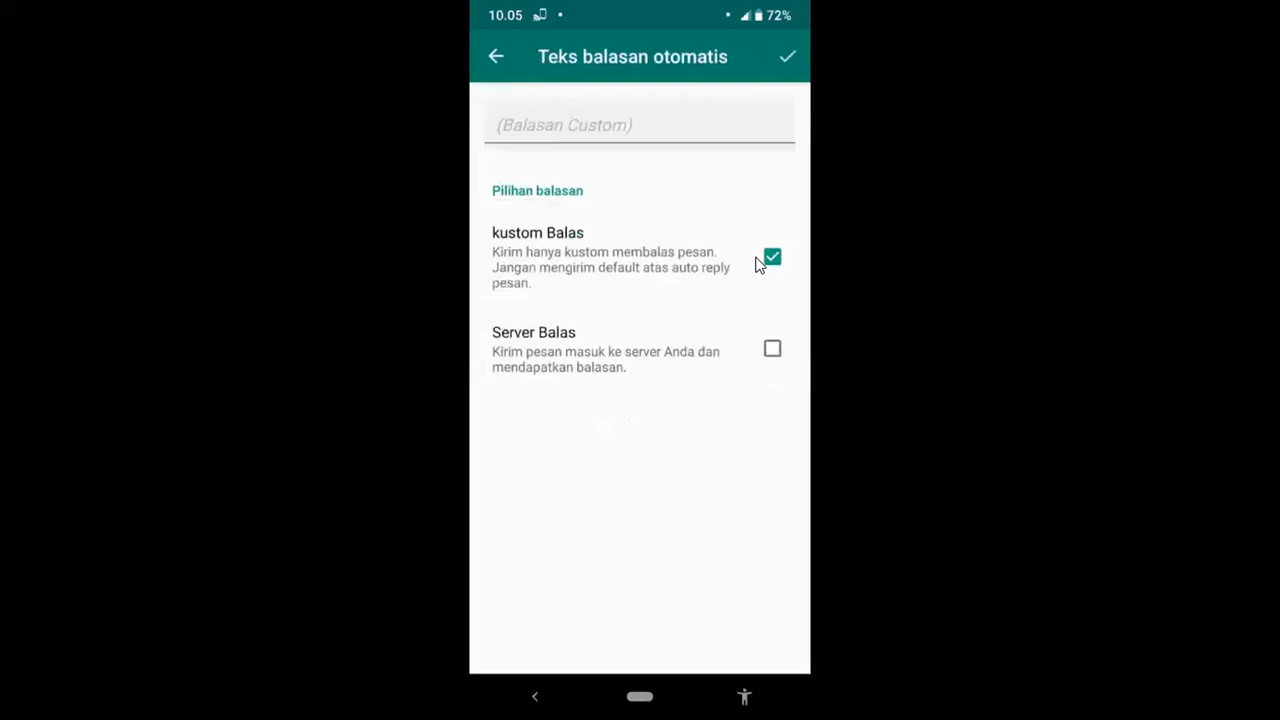 10.05 72%
Teks balasan otomatis
(Balasan Custom)
Pilihan balasan
kustom Balas
Kirim hanya kustom membalas pesan.
Jangan mengirim default atas auto reply
pesan.
Server Balas
Kirim pesan masuk ke server Anda dan
mendapatkan balasan.